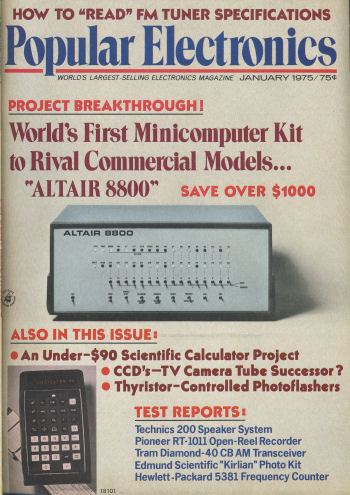 HOW TO "READ" FM TUNER SPECIFICATIONS
Popular Electronics
WORLD'S LARGEST-SELLING ELECTRONICS MAGAZINE JANUARY 1975/75¢
PROJECT BREAKTHROUGH!
World's First Minicomputer Kit
to Rival Commercial Models...
"ALTAIR 8800" SAVE OVER $1000
ALTAIR 8800
ALSO IN THIS ISSUE:
• An Under-$90 Scientific Calculator Project
• CCD's-TV Camera Tube Successor?
• Thyristor-Controlled Photoflashers
TEST REPORTS:
Technics 200 Speaker System
Pioneer RT-1011 Open-Reel Recorder
Tram Diamond-40 CB AM Transceiver
Edmund Scientific "Kirlian" Photo Kit
Hewlett-Packard 5381 Frequency Counter
18101